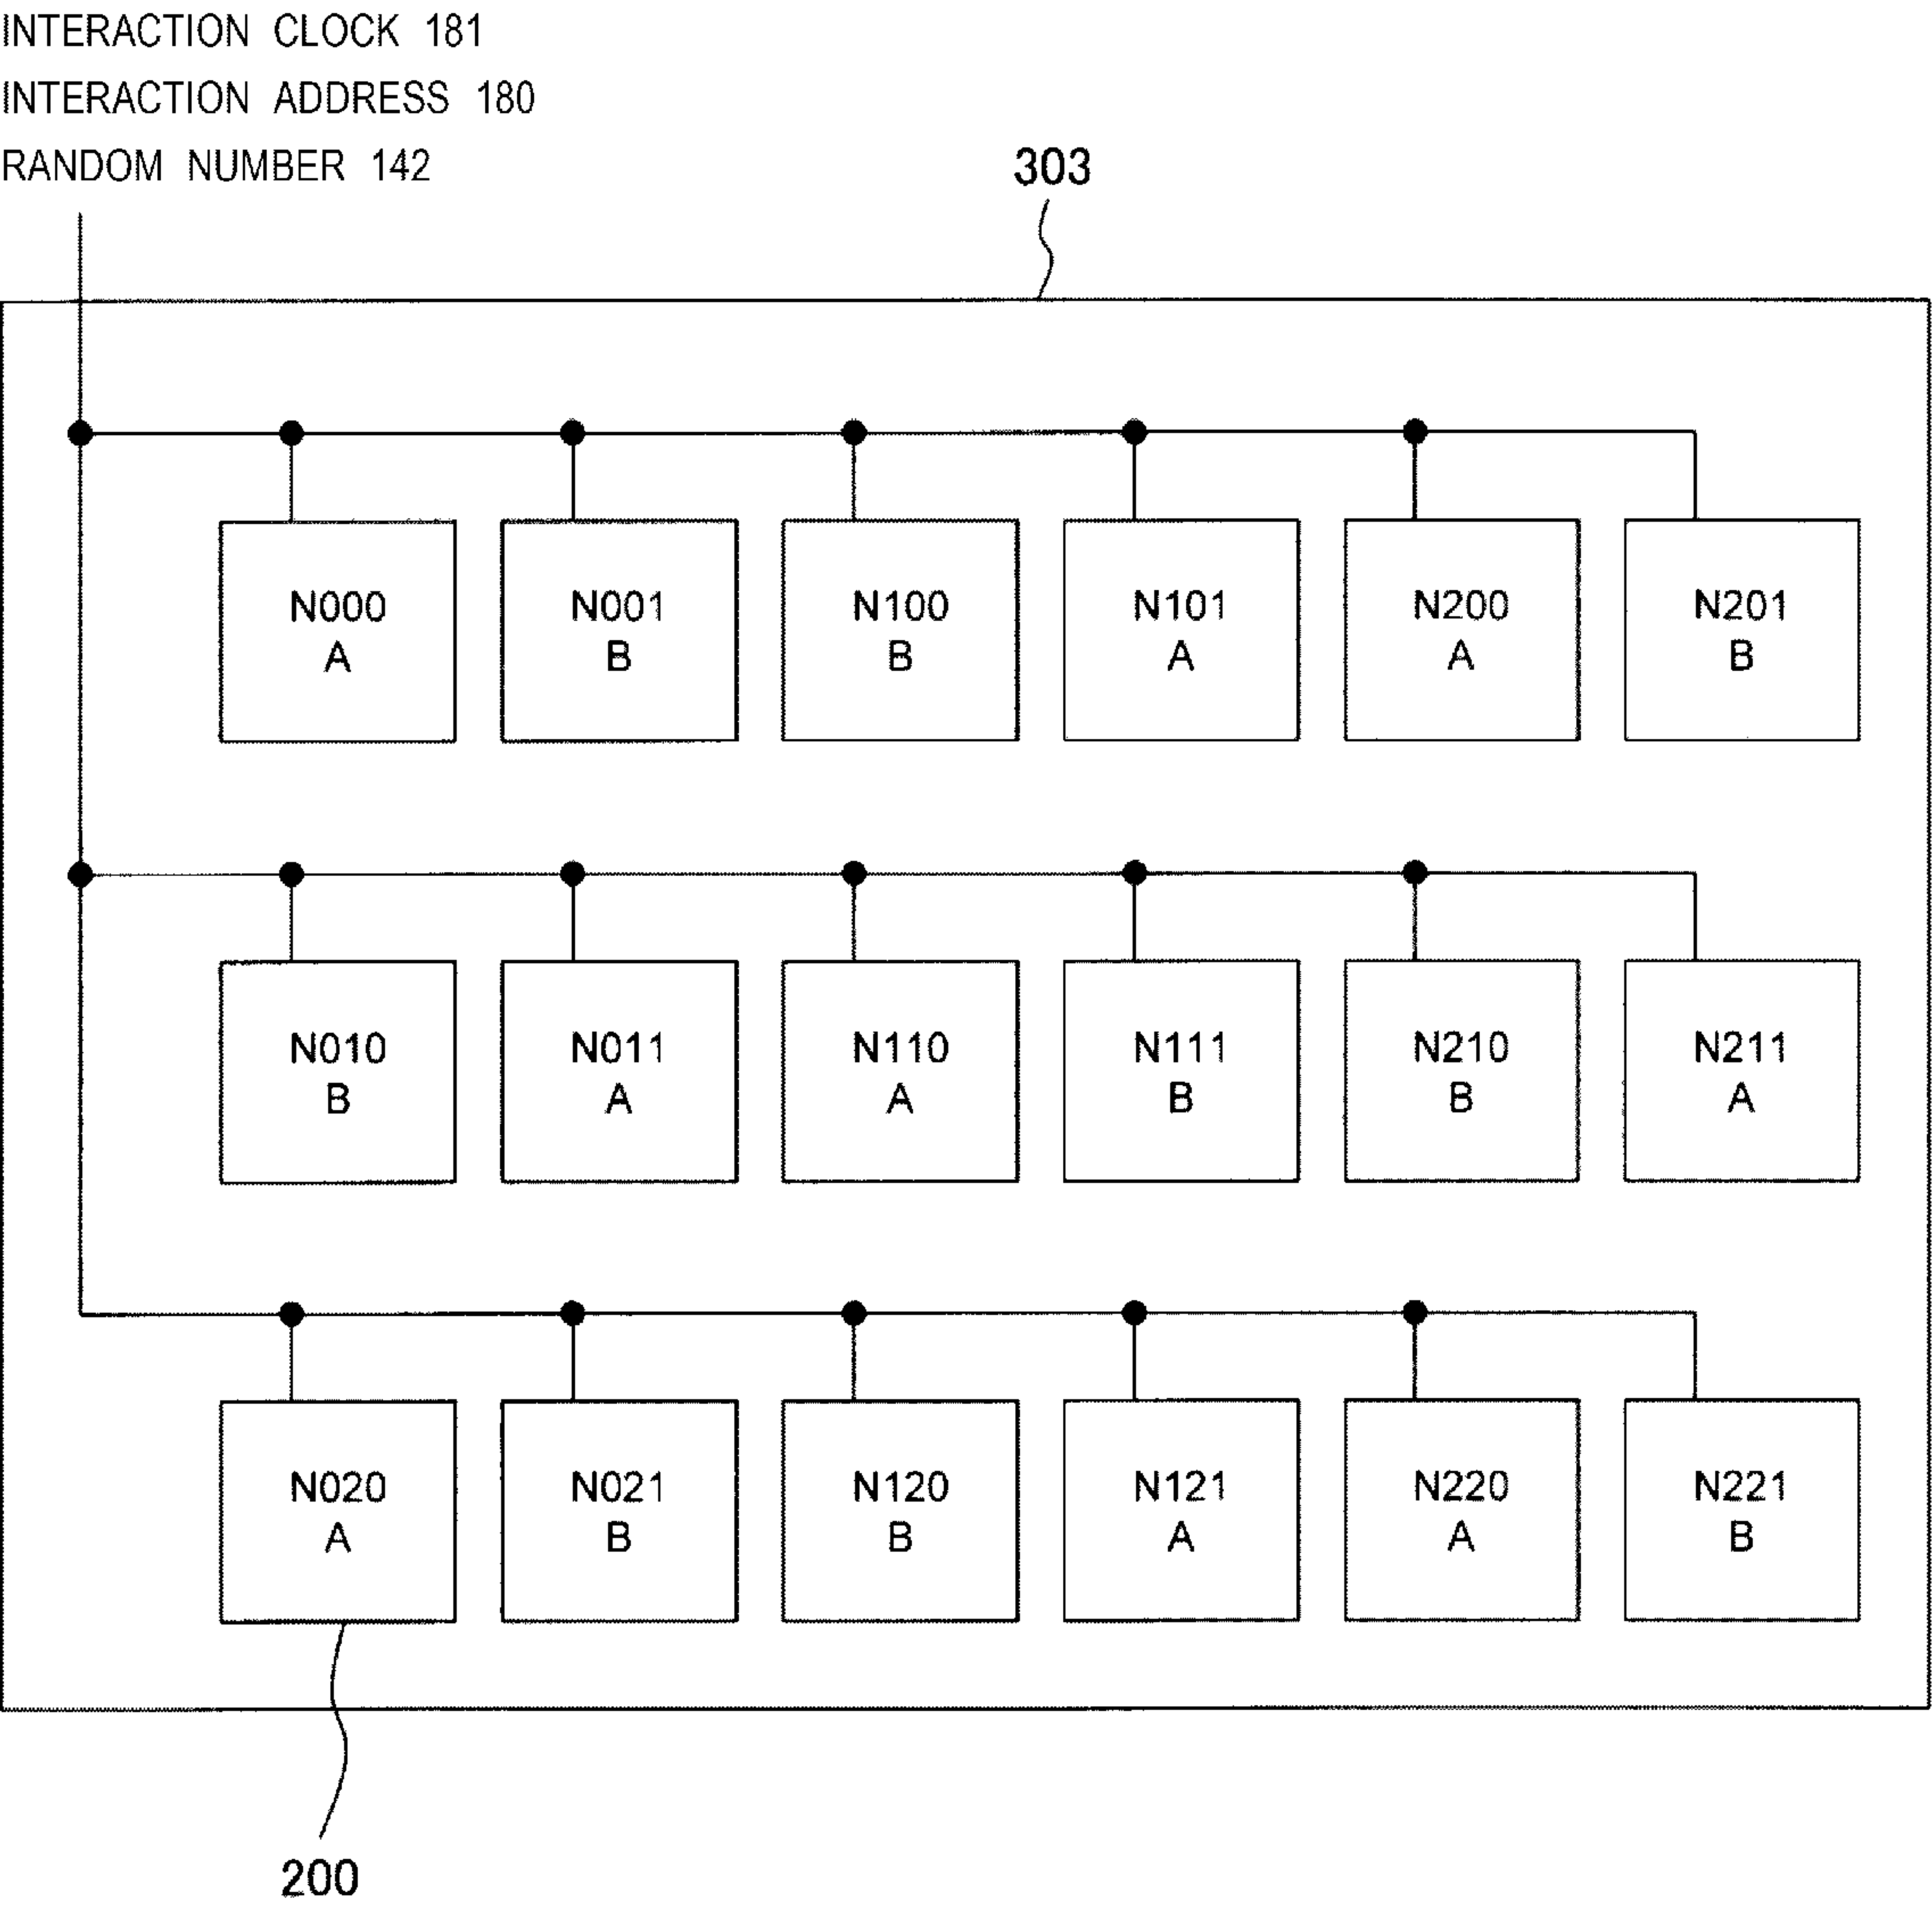 INTERACTION CLOCK 181
INTERACTION ADDRESS 180
RANDOM NUMBER 142
303
N000 N001 N100 N101 N200 N201
A B B A A B
N010 N011 N110 N111 N210 N211
B A A B B A
N020 N021 N120 N121 N220 N221
A B B A A B
200